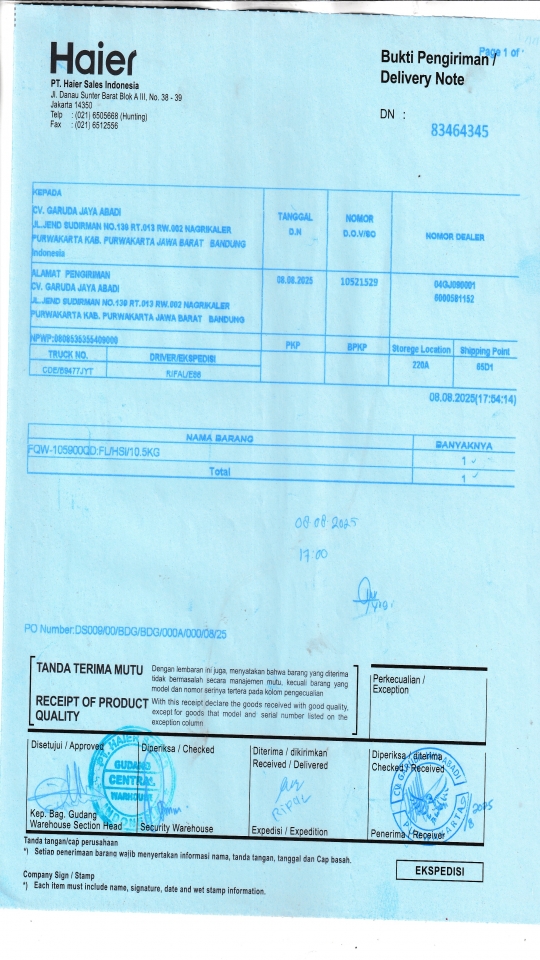 Haier
PT. Haier Sales Indonesia
Jl. Danau Sunter Barat Blok A III, No. 38 - 39
Jakarta 14350
Telp : (021) 6505668 (Hunting)
Fax : (021) 6512556
Page 1 of
Bukti Pengiriman /
Delivery Note
DN :
83464345
KEPADA
CV. GARUDA JAYA ABADI
JL.JEND SUDIRMAN NO.139 RT.013 RW.002 NAGRIKALER
PURWAKARTA KAB. PURWAKARTA JAWA BARAT BANDUNG
Indonesia
TANGGAL
D.N
NOMOR
D.O.V/SO
NOMOR DEALER
ALAMAT PENGIRIMAN
CV. GARUDA JAYA ABADI
JL.JEND SUDIRMAN NO.139 RT.013 RW.002 NAGRIKALER
PURWAKARTA KAB. PURWAKARTA JAWA BARAT BANDUNG
08.08.2025
10521529
04GJ090001
NPWP:
PKP
BPKP
Storage Location
Shipping Point
TRUCK NO.
DRIVER/EKSPEDISI
220A
65D1
CDE/B9477JYT
RIFAL/E86
08.08.2025(17:54:14)
NAMA BARANG
BANYAKNYA
FQW-105900QD:FL/HSI/10.5KG
1
Total
1
08.08.2025
17:00
PO Number:DS009/00/BDG/BDG/000A/000/08/25
TANDA TERIMA MUTU
Dengan lembaran ini juga, menyatakan bahwa barang yang diterima
tidak bermasalah secara manajemen mutu, kecuali barang yang
model dan nomor serinya tertera pada kolom pengecualian
RECEIPT OF PRODUCT
QUALITY
With this receipt declare the goods received with good quality,
except for goods that model and serial number listed on the
exception column
Perkecualian /
Exception
Disetujui / Approved
Diperiksa / Checked
Diterima / dikirimkan
Received / Delivered
Diperiksa / diterima
Checked / Received
PT. HAIER
GUDANG
CENTRAL
WAREHOUSE
RIPAL
Kep. Bag. Gudang
Warehouse Section Head
Security Warehouse
Expedisi / Expedition
Penerima / Receiver
Tanda tangan/cap perusahaan
*) Setiap penerimaan barang wajib menyertakan informasi nama, tanda tangan, tanggal dan Cap basah.
Company Sign / Stamp
*) Each item must include name, signature, date and wet stamp information.
EKSPEDISI